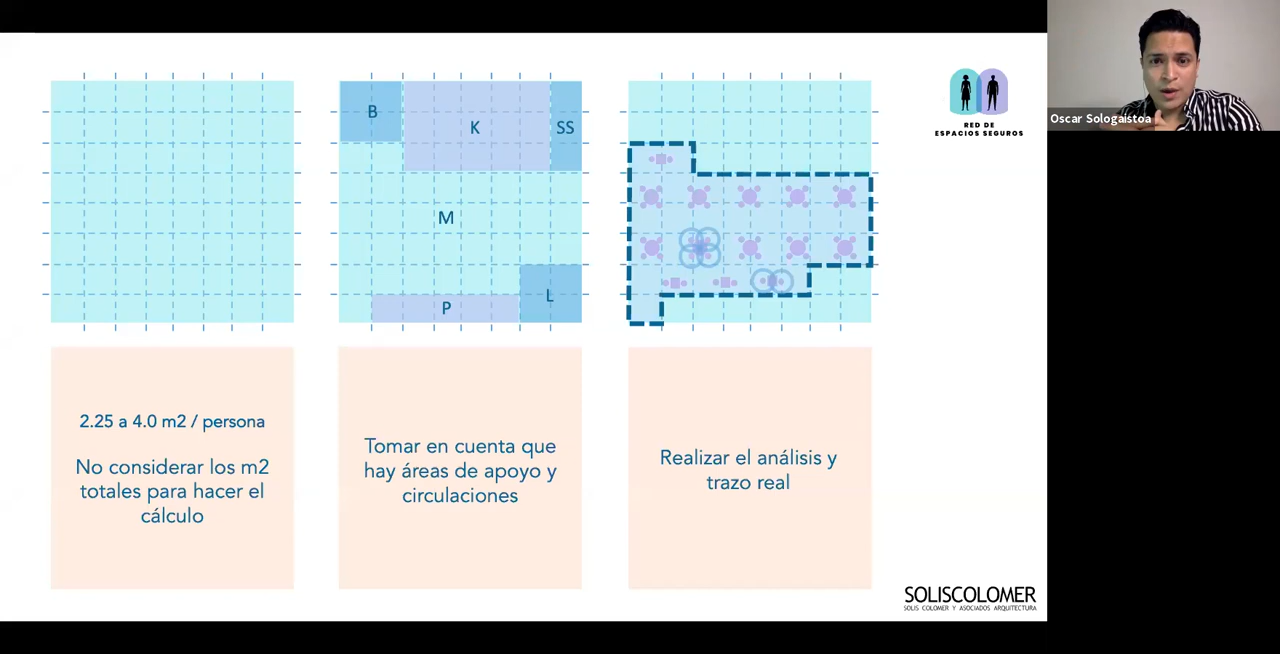 B
K
SS
M
L
P
2.25 a 4.0 m2 / persona
No considerar los m2
totales para hacer el
cálculo
Tomar en cuenta que
hay áreas de apoyo y
circulaciones
Realizar el análisis y
trazo real
RED DE
ESPACIOS SEGUROS
Oscar Sologaistoa
SOLISCOLOMER
SOLIS COLOMER Y ASOCIADOS ARQUITECTURA